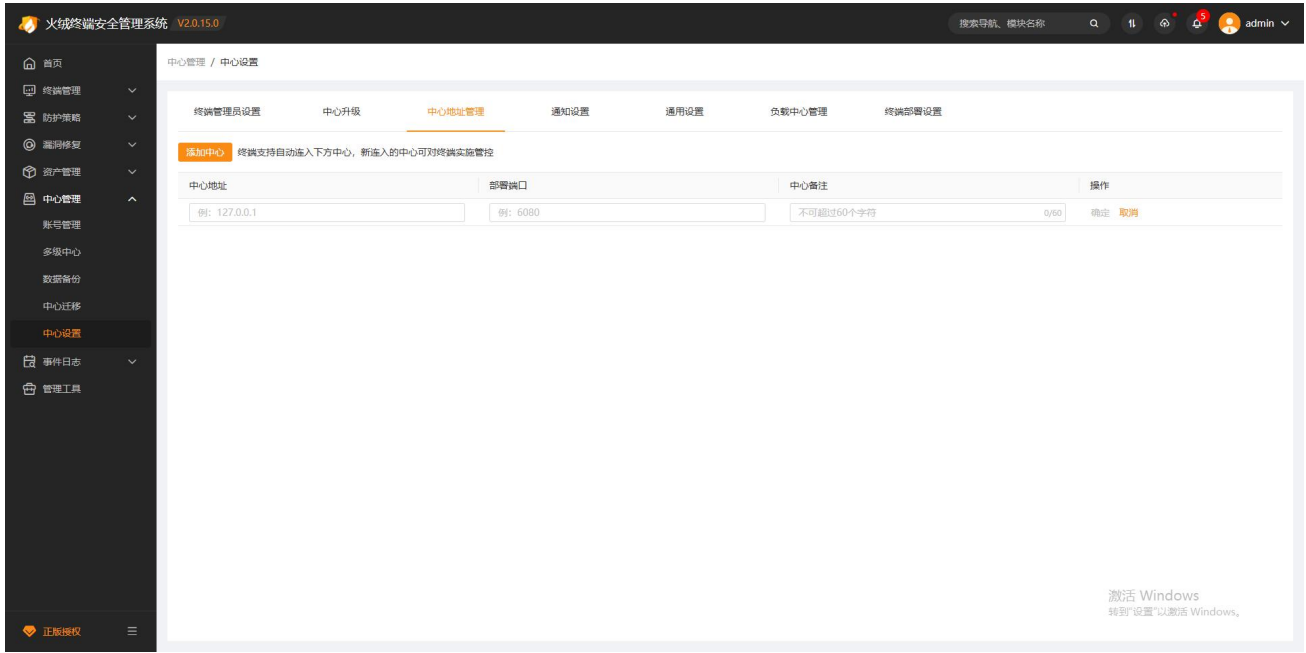 火绒终端安全管理系统 V2.0.15.0
搜索导航、模块名称
5
admin
首页
终端管理
防护策略
漏洞修复
资产管理
中心管理
账号管理
多级中心
数据备份
中心迁移
中心设置
事件日志
管理工具
正版授权
中心管理 / 中心设置
终端管理员设置 中心升级 中心地址管理 通知设置 通用设置 负载中心管理 终端部署设置
添加中心 终端支持自动连入下方中心，新连入的中心可对终端实施管控
中心地址 部署端口 中心备注 操作
例：127.0.0.1 例：6080 不可超过60个字符 0/60 确定 取消
激活 Windows
转到"设置"以激活 Windows。